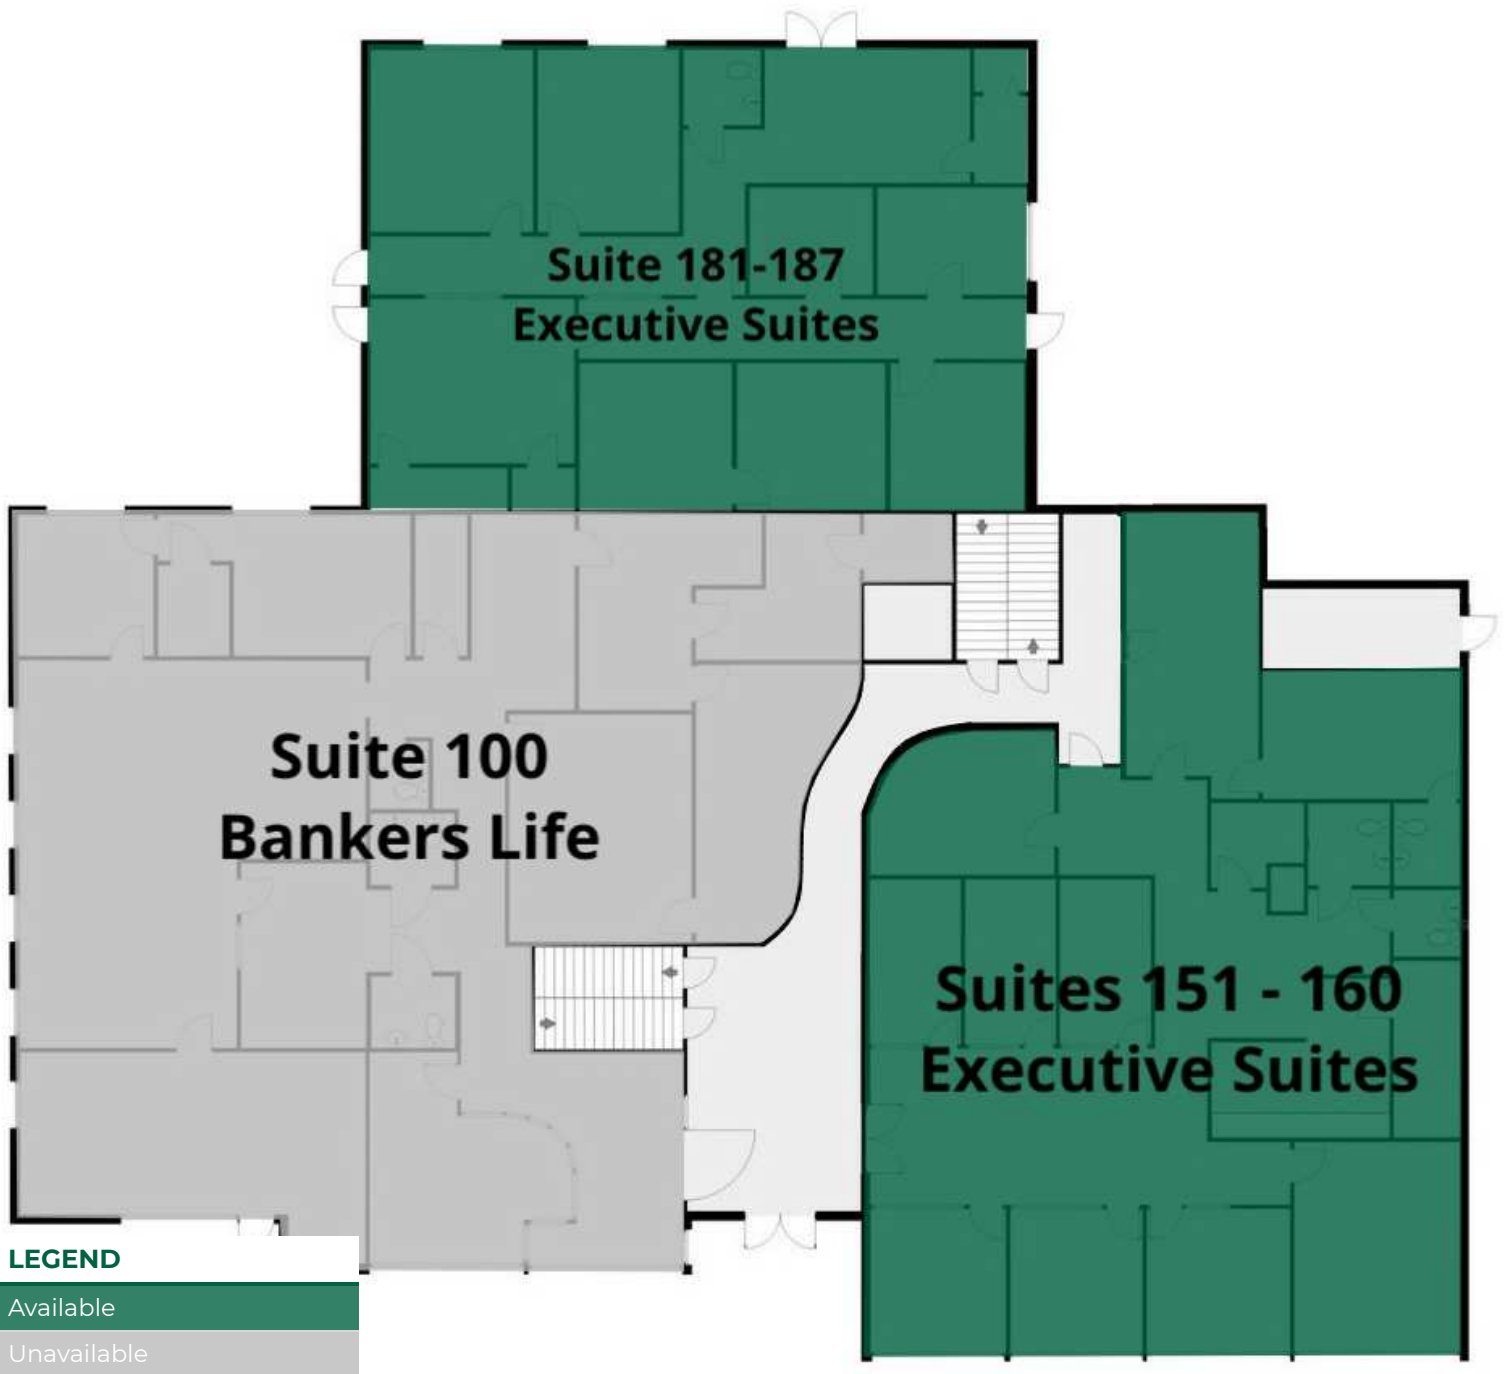 Suite 181-187
Executive Suites
Suite 100
Bankers Life
Suites 151 - 160
Executive Suites
LEGEND
Available
Unavailable